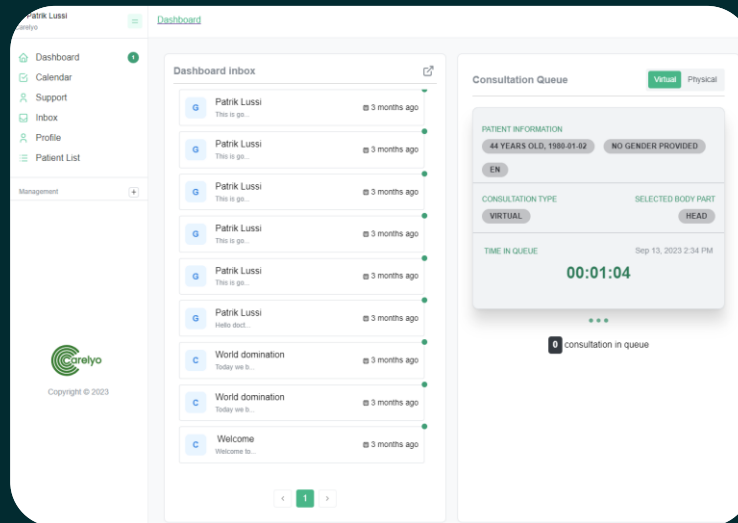 Patrik Lussi
Carelyo
Dashboard
Dashboard
1
Calendar
Support
Inbox
Profile
Patient List
Management
+
Carelyo
Copyright © 2023
Dashboard inbox
G
Patrik Lussi
This is go...
3 months ago
G
Patrik Lussi
This is go...
3 months ago
G
Patrik Lussi
This is go...
3 months ago
G
Patrik Lussi
This is go...
3 months ago
G
Patrik Lussi
This is go...
3 months ago
G
Patrik Lussi
Hello doct...
3 months ago
C
World domination
Today we b...
3 months ago
C
World domination
Today we b...
3 months ago
C
Welcome
Welcome to...
3 months ago
1
Consultation Queue
Virtual
Physical
PATIENT INFORMATION
44 YEARS OLD, 1980-01-02
NO GENDER PROVIDED
EN
CONSULTATION TYPE
SELECTED BODY PART
VIRTUAL
HEAD
TIME IN QUEUE
Sep 13, 2023 2:34 PM
00:01:04
0 consultation in queue